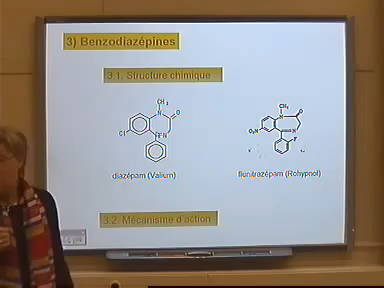 3) Benzodiazépines
3.1. Structure chimique
CH₃
N
O
Cl
N
CH₃
N
O
O₂N
N
F
diazépam (Valium)
flunitrazépam (Rohypnol)
3.2. Mécanisme d'action